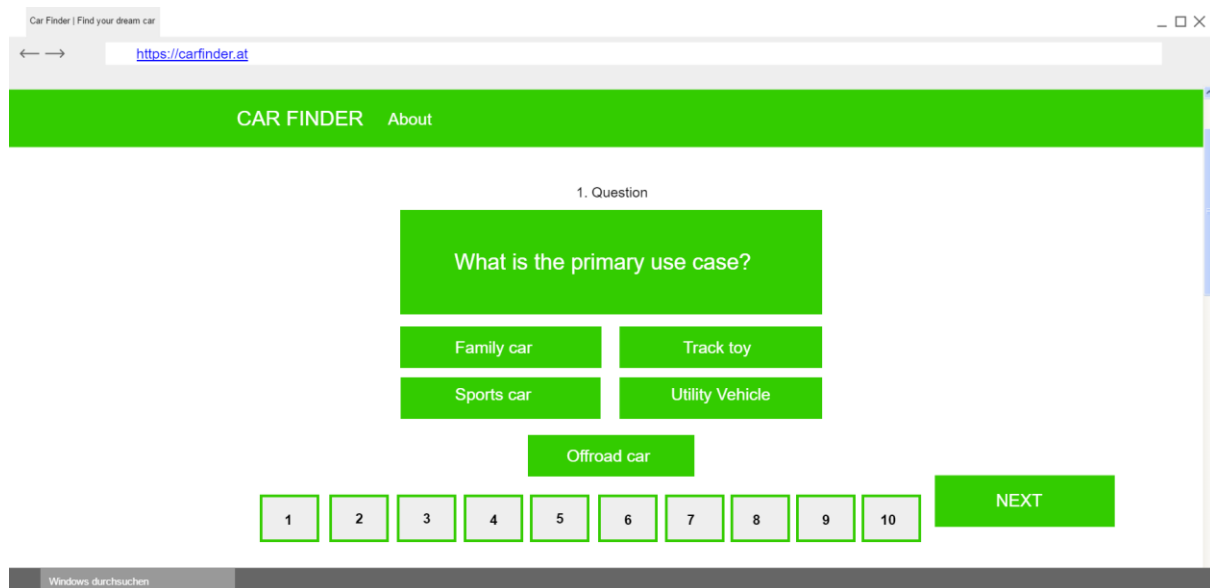 Car Finder | Find your dream car
https://carfinder.at
CAR FINDER About
1. Question
What is the primary use case?
Family car Track toy
Sports car Utility Vehicle
Offroad car
NEXT
1 2 3 4 5 6 7 8 9 10
Windows durchsuchen